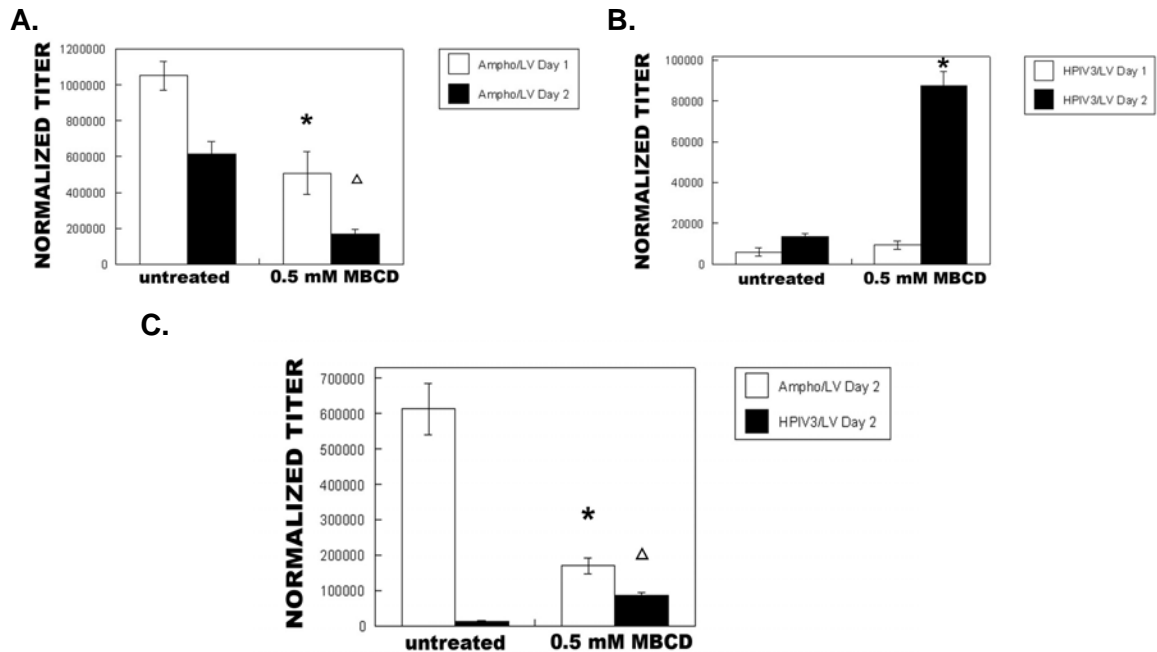 A.
NORMALIZED TITER
1200000
1000000
800000
600000
400000
200000
0
untreated
0.5 mM MBCD
*
△
Ampho/LV Day 1
Ampho/LV Day 2
B.
NORMALIZED TITER
100000
80000
60000
40000
20000
0
untreated
0.5 mM MBCD
*
HPIV3/LV Day 1
HPIV3/LV Day 2
C.
NORMALIZED TITER
700000
600000
500000
400000
300000
200000
100000
0
untreated
0.5 mM MBCD
*
△
Ampho/LV Day 2
HPIV3/LV Day 2